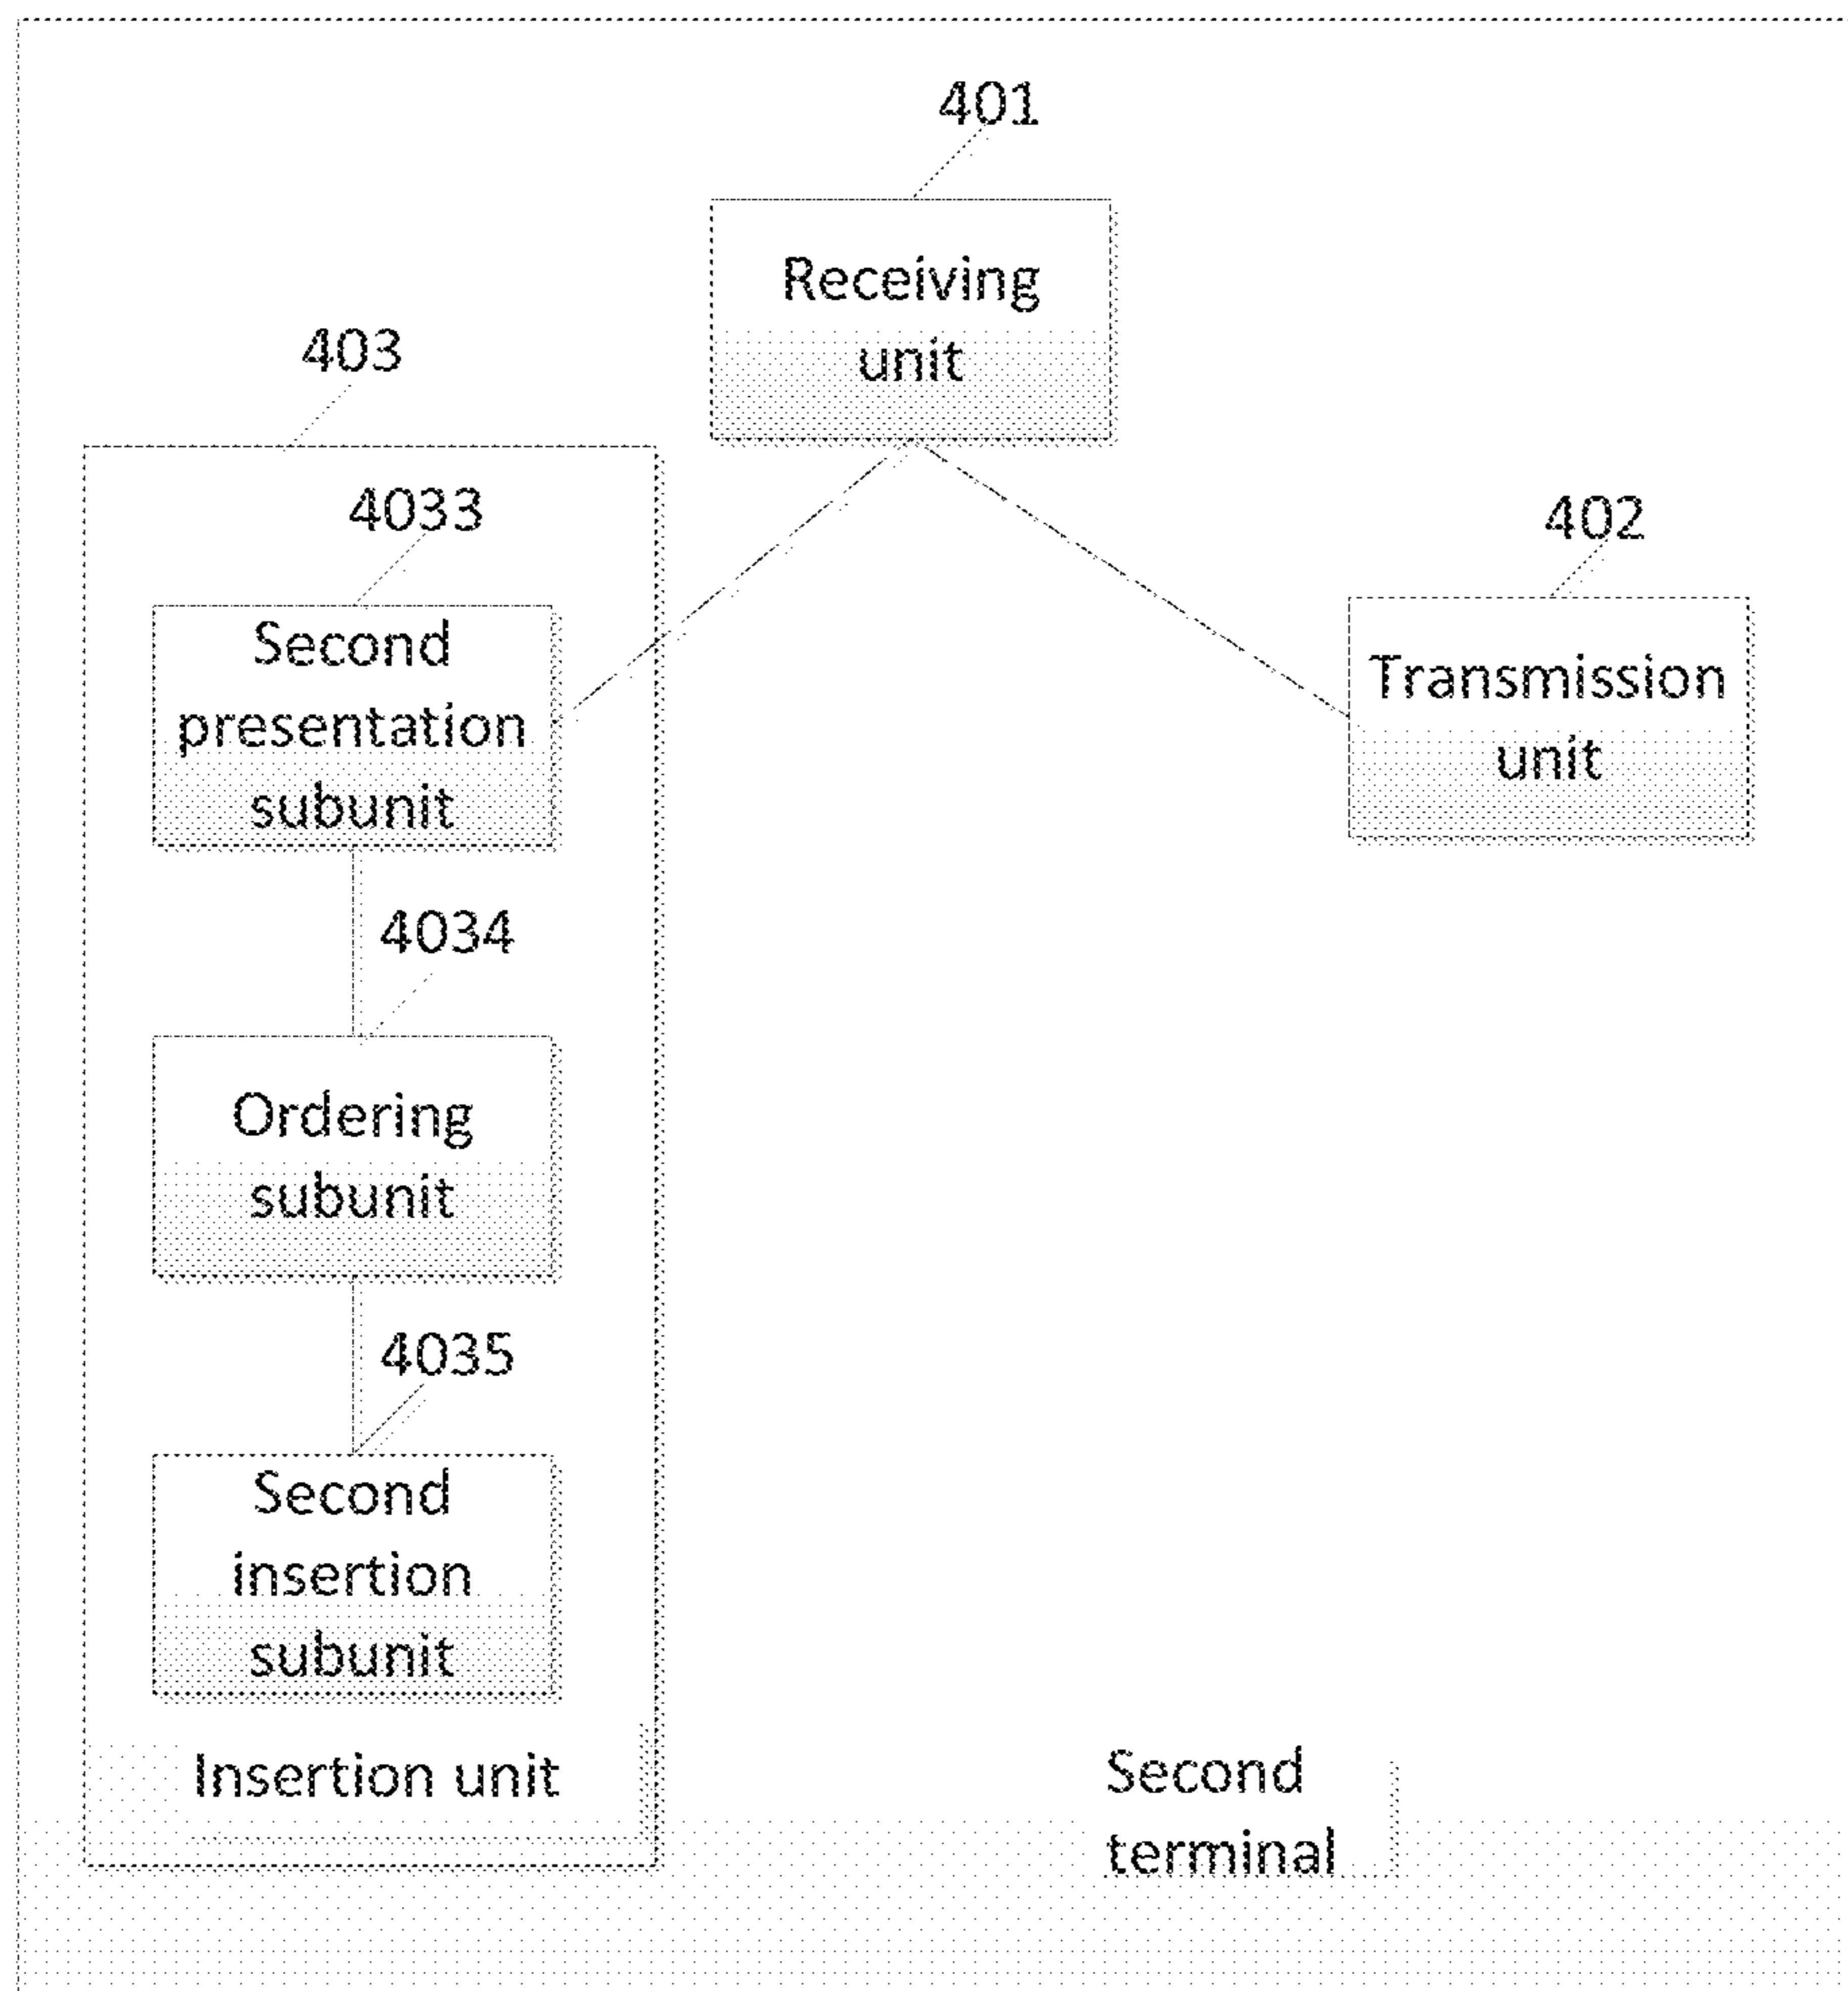 401
Receiving
unit
403
4033
Second
presentation
subunit
402
Transmission
unit
4034
Ordering
subunit
4035
Second
insertion
subunit
Insertion unit
Second
terminal